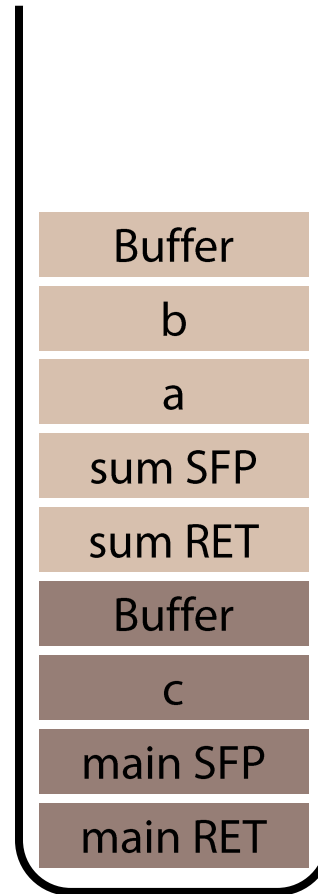 Buffer
b
a
sum SFP
sum RET
Buffer
c
main SFP
main RET